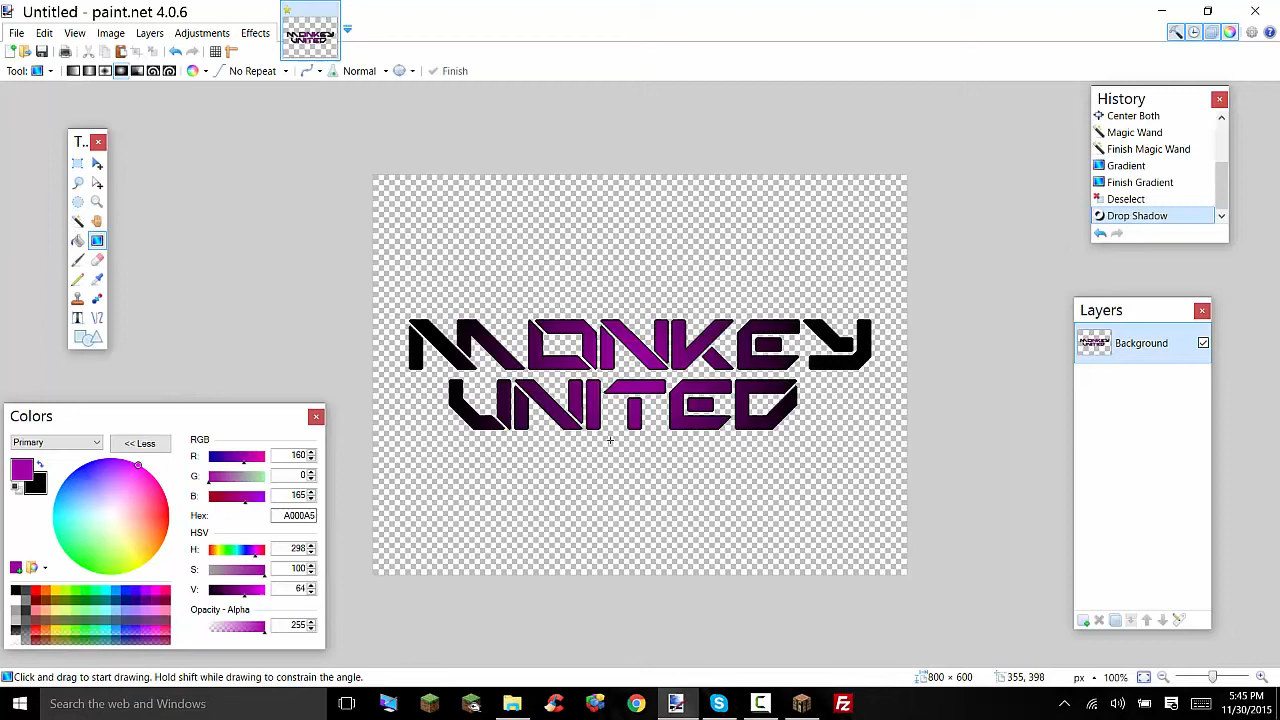 Untitled - paint.net 4.0.6
File Edit View Image Layers Adjustments Effects
Tool: No Repeat Normal Finish
T...
History
Center Both
Magic Wand
Finish Magic Wand
Gradient
Finish Gradient
Deselect
Drop Shadow
MONKEY
UNITED
Layers
Background
Colors
Primary
<< Less
RGB
R: 160
G: 0
B: 165
Hex: A000A5
HSV
H: 298
S: 100
V: 64
Opacity - Alpha
255
Click and drag to start drawing. Hold shift while drawing to constrain the angle.
800 × 600
355, 398
px
100%
Search the web and Windows
5:45 PM
11/30/2015